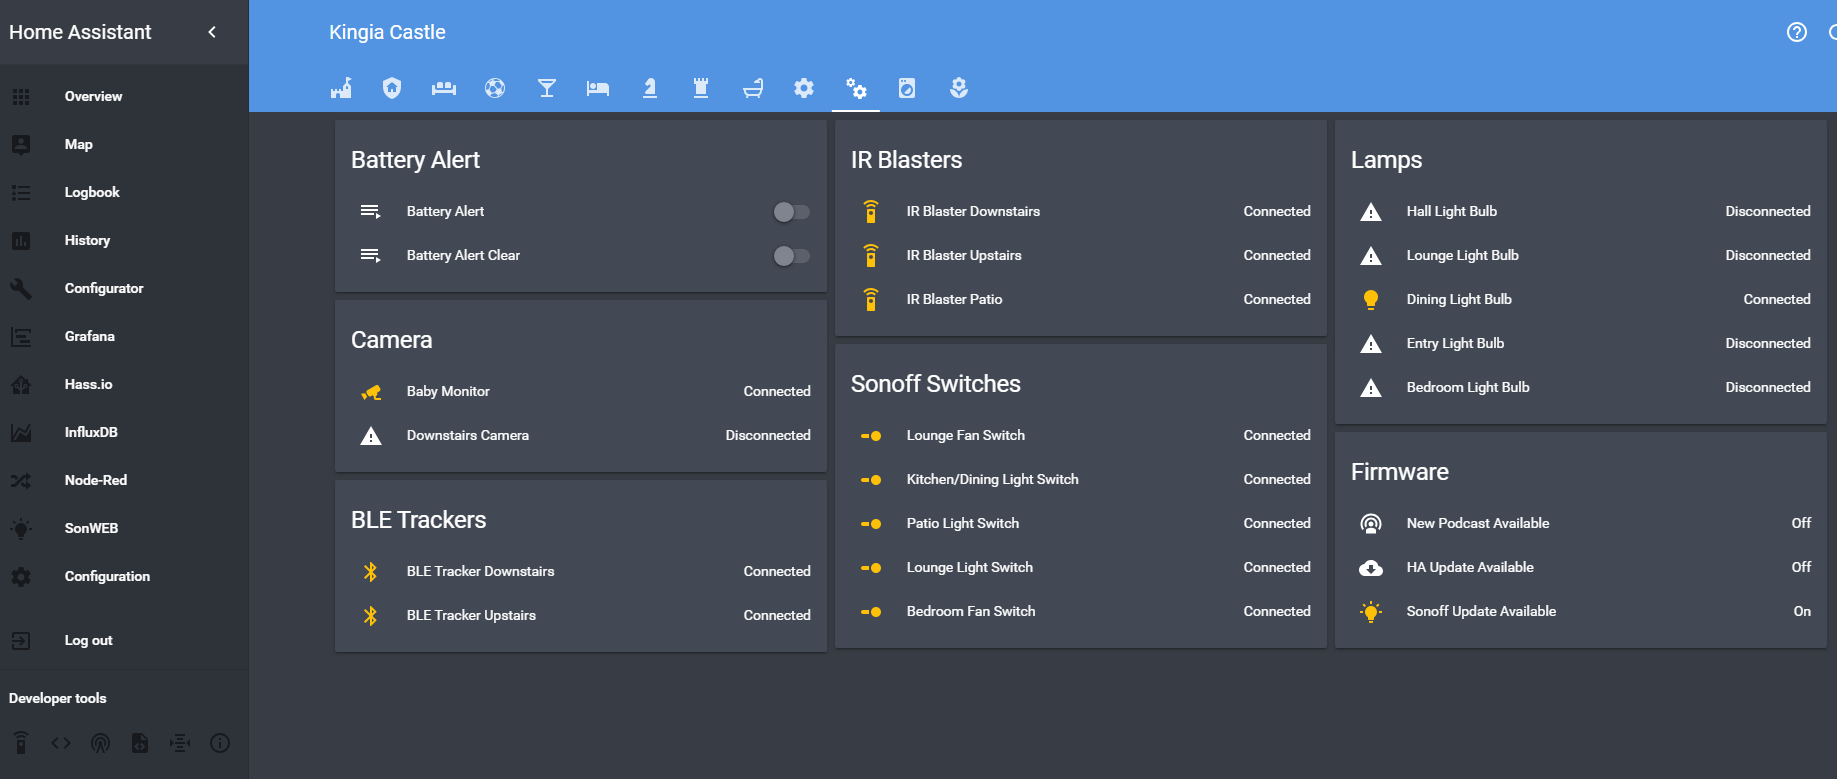 Home Assistant
Overview
Map
Logbook
History
Configurator
Grafana
Hass.io
InfluxDB
Node-Red
SonWEB
Configuration
Log out
Developer tools
Kingia Castle
Battery Alert
Battery Alert
Battery Alert Clear
Camera
Baby Monitor Connected
Downstairs Camera Disconnected
BLE Trackers
BLE Tracker Downstairs Connected
BLE Tracker Upstairs Connected
IR Blasters
IR Blaster Downstairs Connected
IR Blaster Upstairs Connected
IR Blaster Patio Connected
Sonoff Switches
Lounge Fan Switch Connected
Kitchen/Dining Light Switch Connected
Patio Light Switch Connected
Lounge Light Switch Connected
Bedroom Fan Switch Connected
Lamps
Hall Light Bulb Disconnected
Lounge Light Bulb Disconnected
Dining Light Bulb Connected
Entry Light Bulb Disconnected
Bedroom Light Bulb Disconnected
Firmware
New Podcast Available Off
HA Update Available Off
Sonoff Update Available On